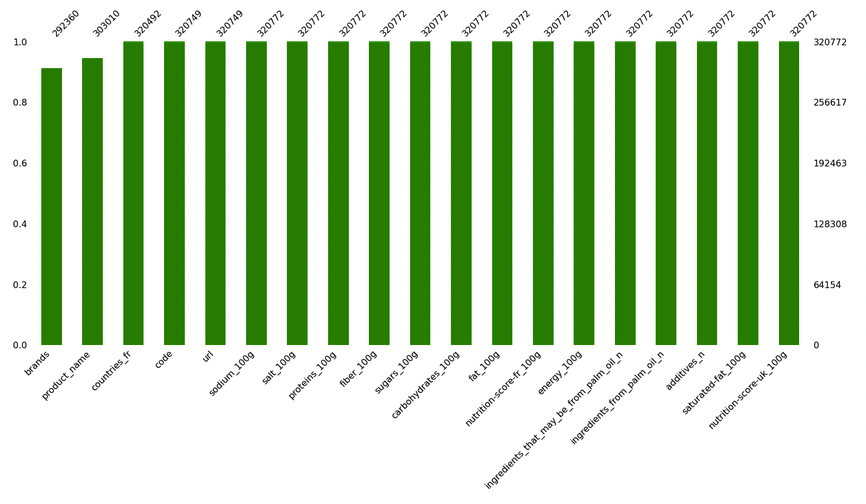 292360 303010 320492 320749 320749 320772 320772 320772 320772 320772 320772 320772 320772 320772 320772 320772 320772 320772 320772
1.0 320772
0.8 256617
0.6 192463
0.4 128308
0.2 64154
0.0 0
brands
product_name
countries_fr
code
url
sodium_100g
salt_100g
proteins_100g
fiber_100g
sugars_100g
carbohydrates_100g
fat_100g
nutrition-score-fr_100g
energy_100g
ingredients_that_may_be_from_palm_oil_n
ingredients_from_palm_oil_n
additives_n
saturated-fat_100g
nutrition-score-uk_100g